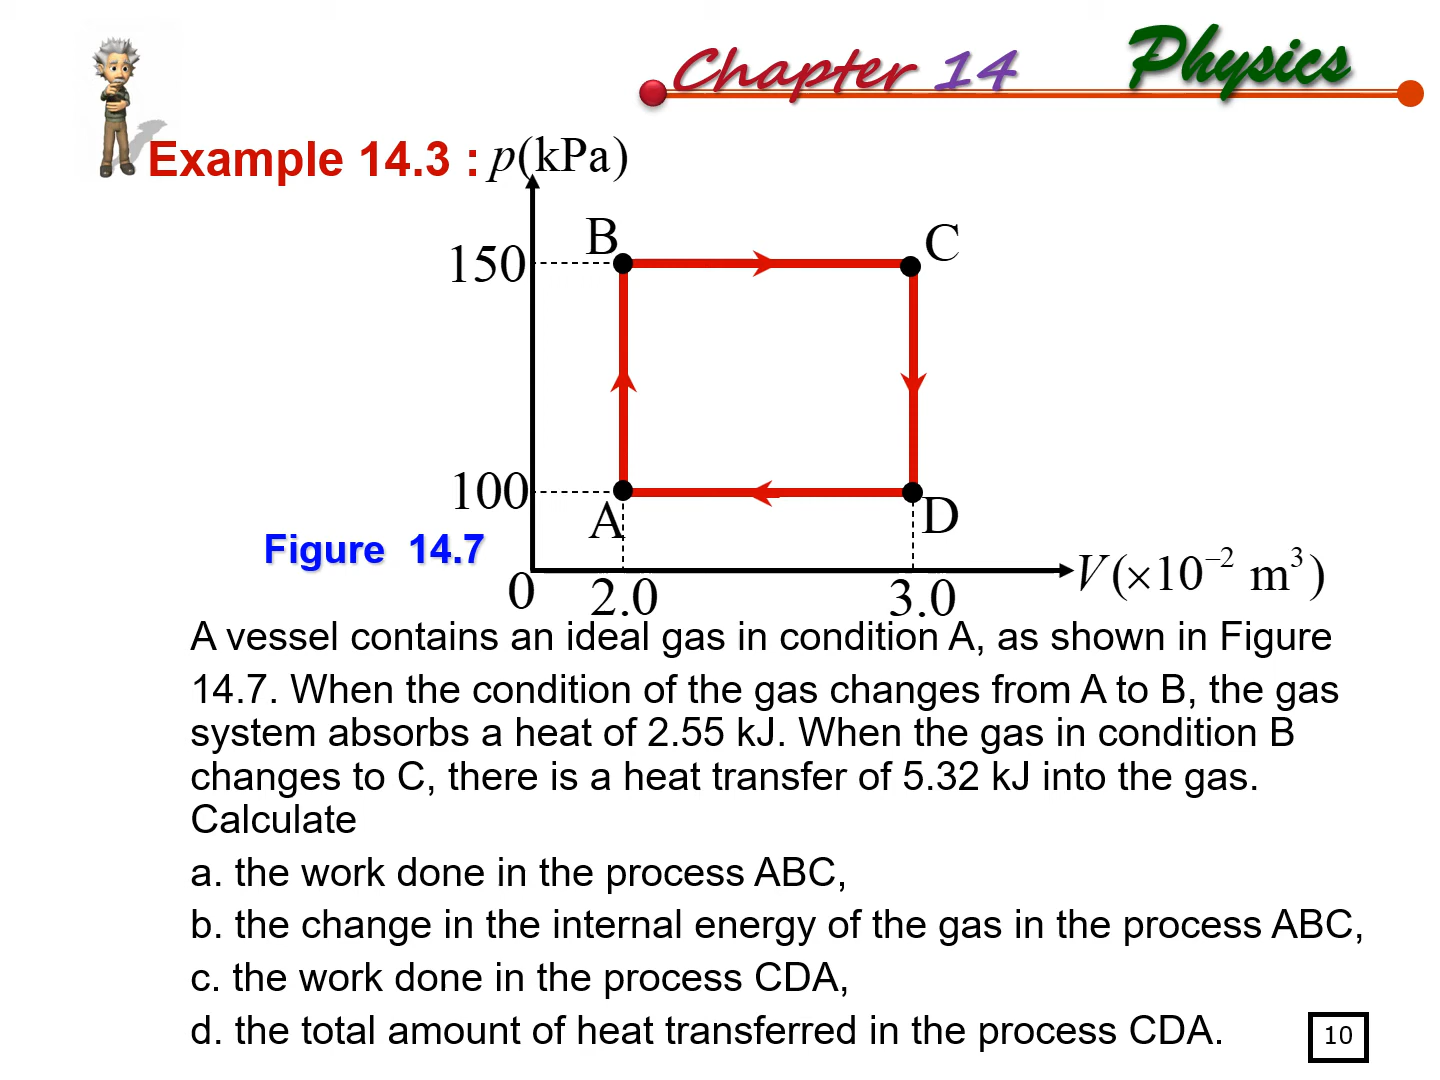 Chapter 14 Physics
Example 14.3 : p(kPa)
B
C
150
100
A
D
Figure 14.7
V(×10⁻² m³)
0 2.0 3.0
A vessel contains an ideal gas in condition A, as shown in Figure
14.7. When the condition of the gas changes from A to B, the gas
system absorbs a heat of 2.55 kJ. When the gas in condition B
changes to C, there is a heat transfer of 5.32 kJ into the gas.
Calculate
a. the work done in the process ABC,
b. the change in the internal energy of the gas in the process ABC,
c. the work done in the process CDA,
d. the total amount of heat transferred in the process CDA.
10